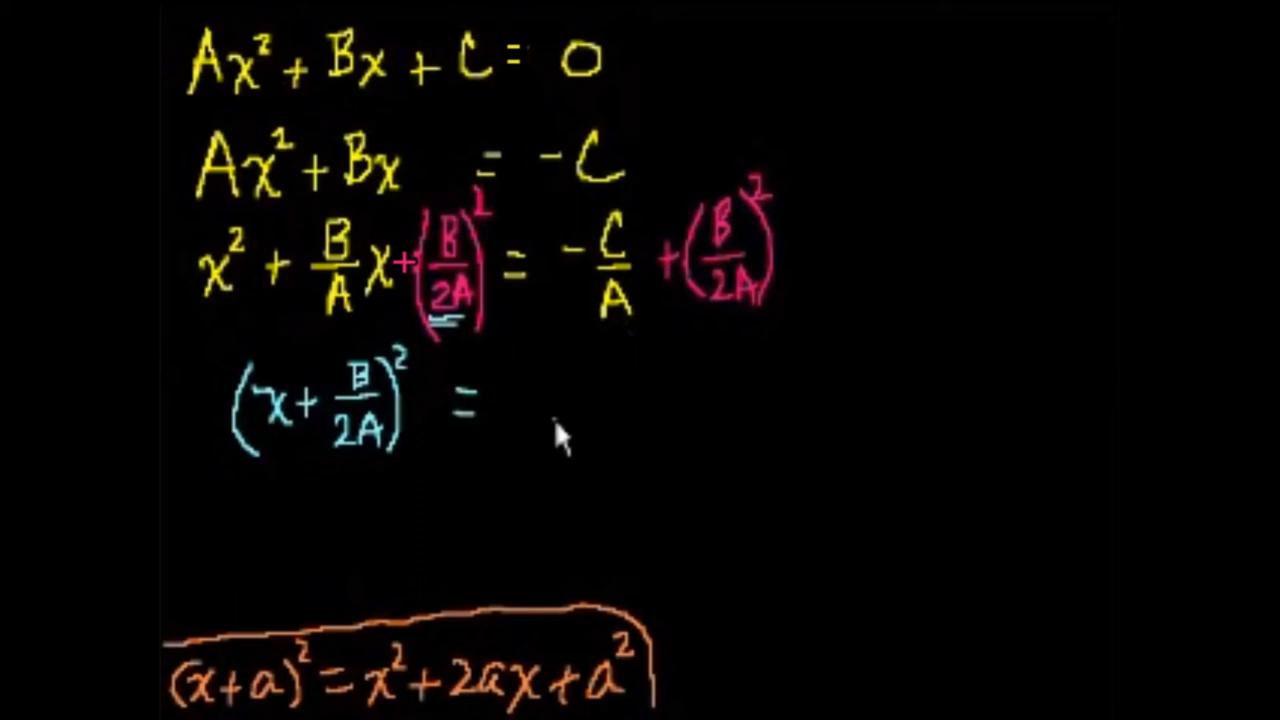 Ax² + Bx + C = 0
Ax² + Bx = -C
x² + B/A x + (B/2A)² = -C/A + (B/2A)²
(x + B/2A)² =
(x+a)² = x² + 2ax + a²